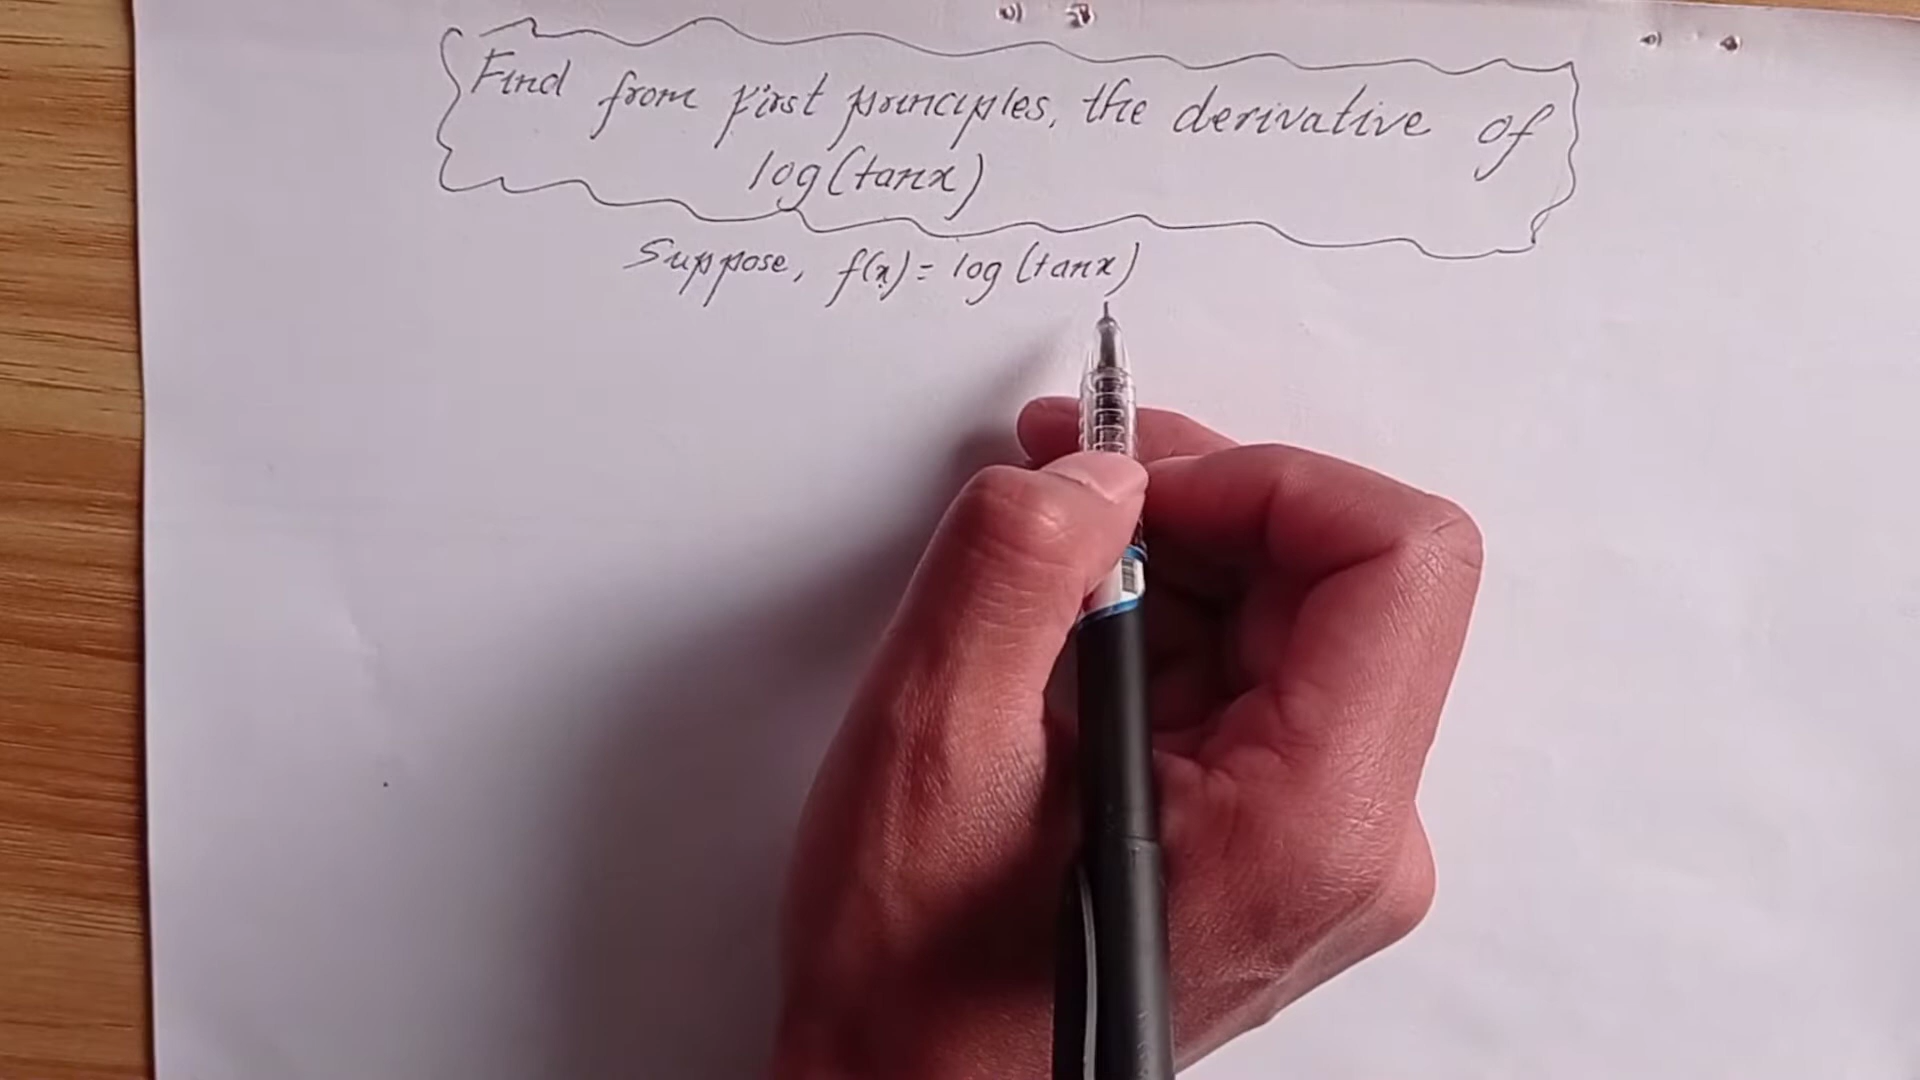 Find from first principles, the derivative of
log(tanx)
Suppose, f(x) = log (tanx)